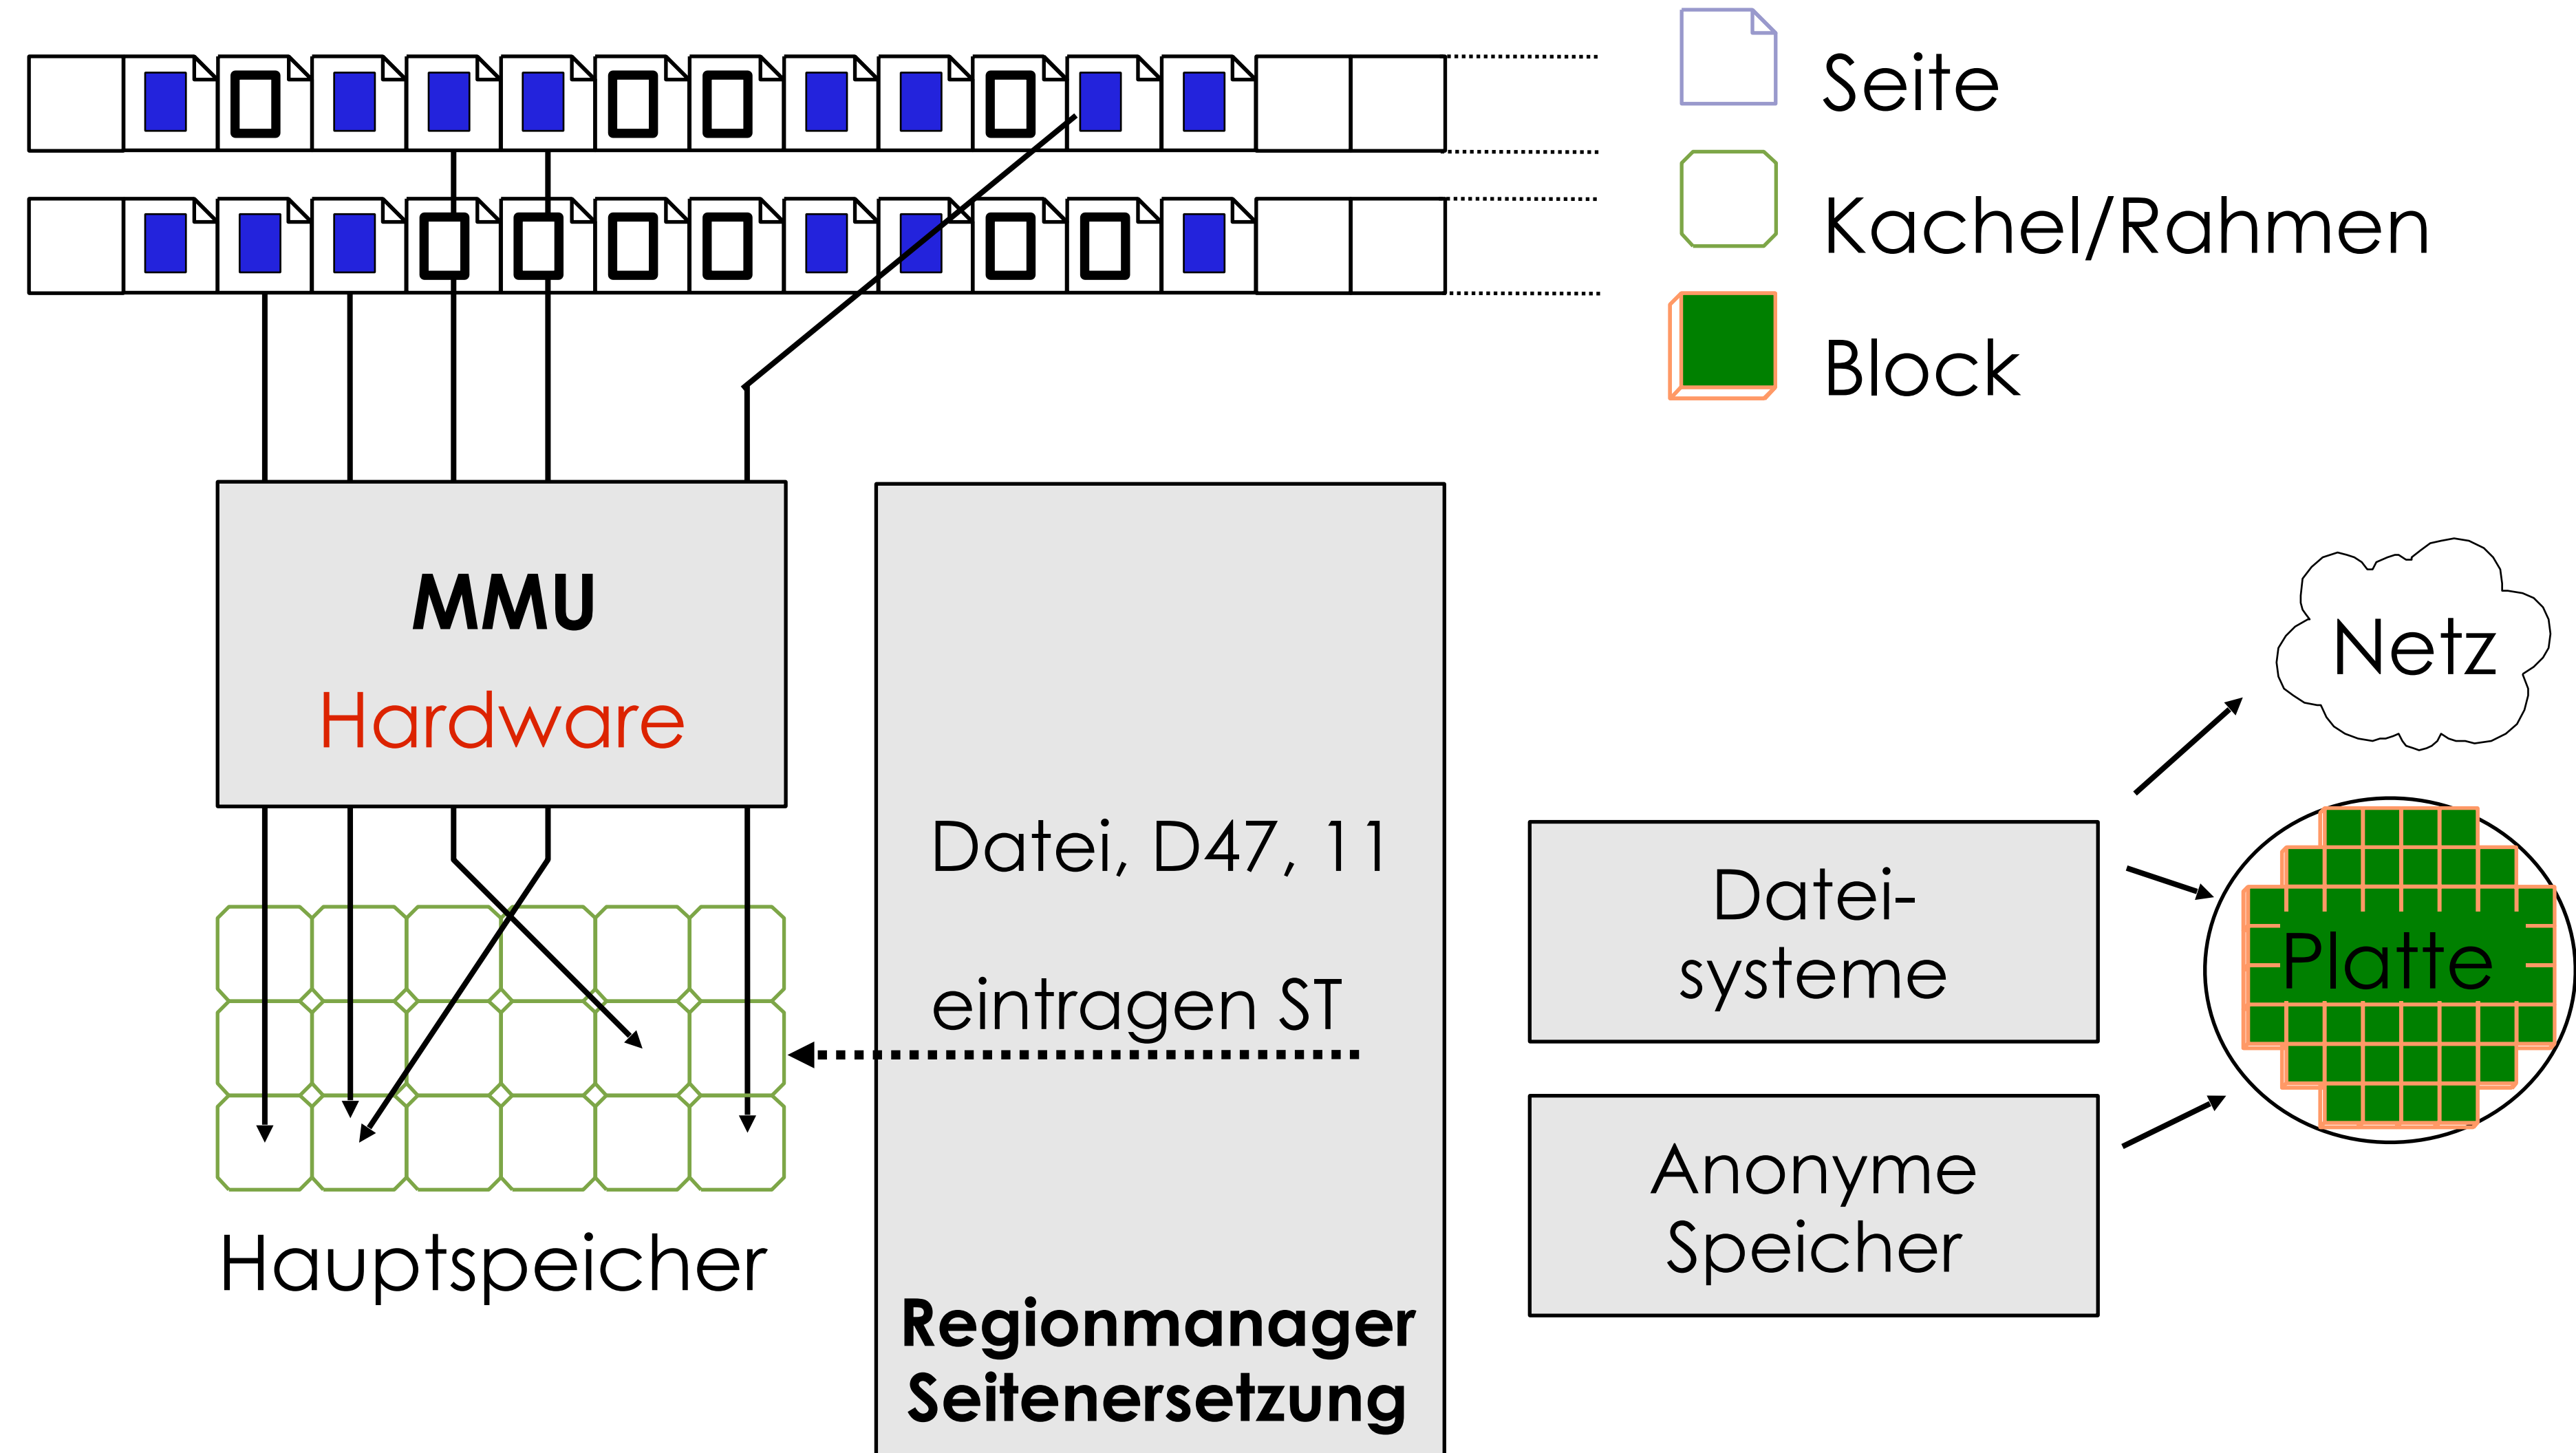 Seite
Kachel/Rahmen
Block
MMU
Hardware
Datei, D47, 11
eintragen ST
Hauptspeicher
Regionmanager
Seitenersetzung
Datei-
systeme
Anonyme
Speicher
Netz
Platte